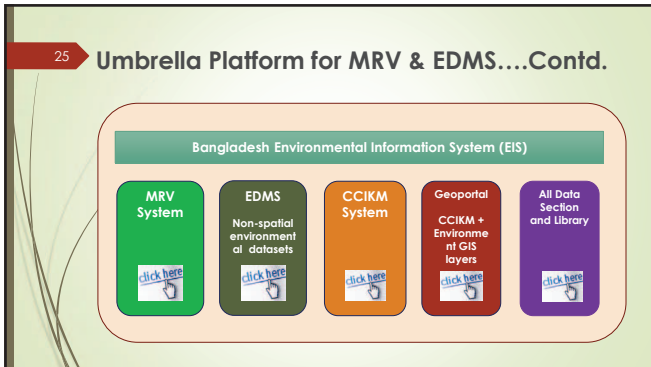 25
Umbrella Platform for MRV & EDMS....Contd.
Bangladesh Environmental Information System (EIS)
MRV
System
click here
EDMS
Non-spatial
environment
al datasets
click here
CCIKM
System
click here
Geoportal
CCIKM +
Environme
nt GIS
layers
click here
All Data
Section
and Library
click here